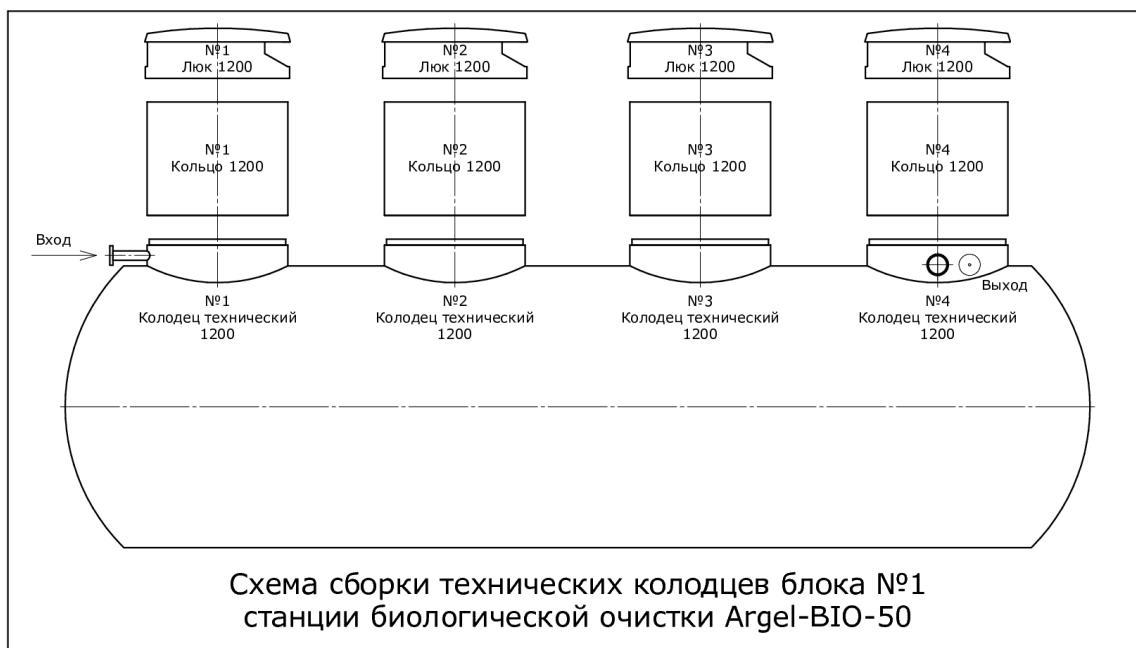 №1
Люк 1200
№2
Люк 1200
№3
Люк 1200
№4
Люк 1200
№1
Кольцо 1200
№2
Кольцо 1200
№3
Кольцо 1200
№4
Кольцо 1200
Вход
Выход
№1
Колодец технический
1200
№2
Колодец технический
1200
№3
Колодец технический
1200
№4
Колодец технический
1200
Схема сборки технических колодцев блока №1
станции биологической очистки Argel-BIO-50